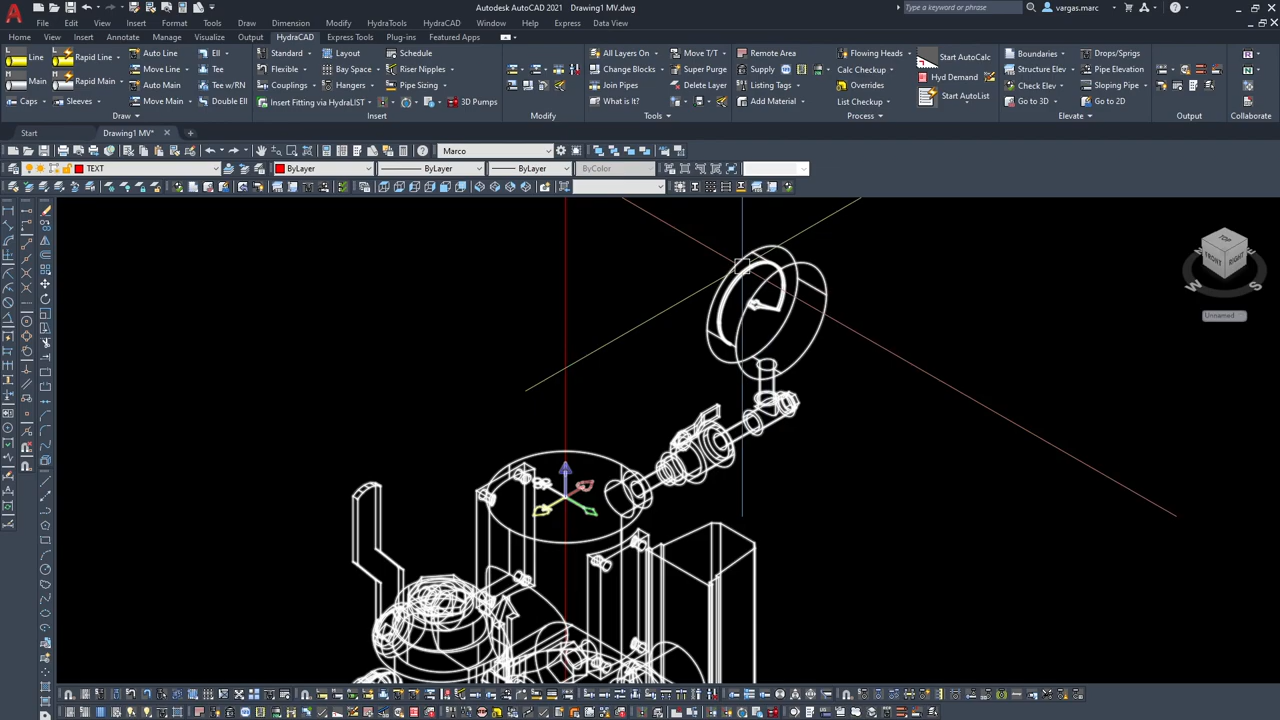 Autodesk AutoCAD 2021 Drawing1 MV.dwg
Type a keyword or phrase
vargas.marc
File Edit View Insert Format Tools Draw Dimension Modify HydraTools HydraCAD Window Help Express Data View
Home View Insert Annotate Manage Visualize Output HydraCAD Express Tools Plug-ins Featured Apps
Line Rapid Line Auto Line Ell Standard Layout Schedule All Layers On Move T/T Remote Area Flowing Heads Start AutoCalc Boundaries Drops/Sprigs
Move Line Tee Flexible Bay Space Riser Nipples Change Blocks Super Purge Supply Calc Checkup Structure Elev Pipe Elevation
Main Rapid Main Auto Main Tee w/RN Couplings Hangers Pipe Sizing Join Pipes Delete Layer Listing Tags Overrides Hyd Demand Check Elev Sloping Pipe
Caps Sleeves Move Main Double Ell Insert Fitting via HydraLIST 3D Pumps What is It? Add Material List Checkup Start AutoList Go to 3D Go to 2D
Draw Insert Modify Tools Process Elevate Output Collaborate
Start Drawing1 MV*
Marco
TEXT ByLayer ByLayer ByLayer ByColor
TOP
FRONT RIGHT
W S
Unnamed